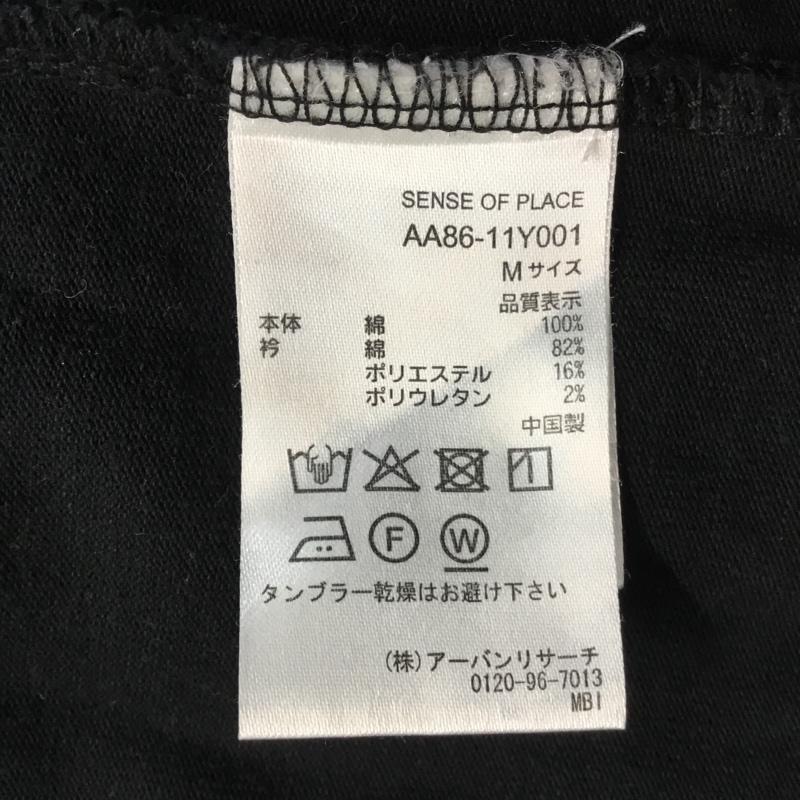 SENSE OF PLACE
AA86-11Y001
Mサイズ
品質表示
本体 綿 100%
衿 綿 82%
ポリエステル 16%
ポリウレタン 2%
中国製
F W
タンブラー乾燥はお避け下さい
(株)アーバンリサーチ
0120-96-7013
MBI